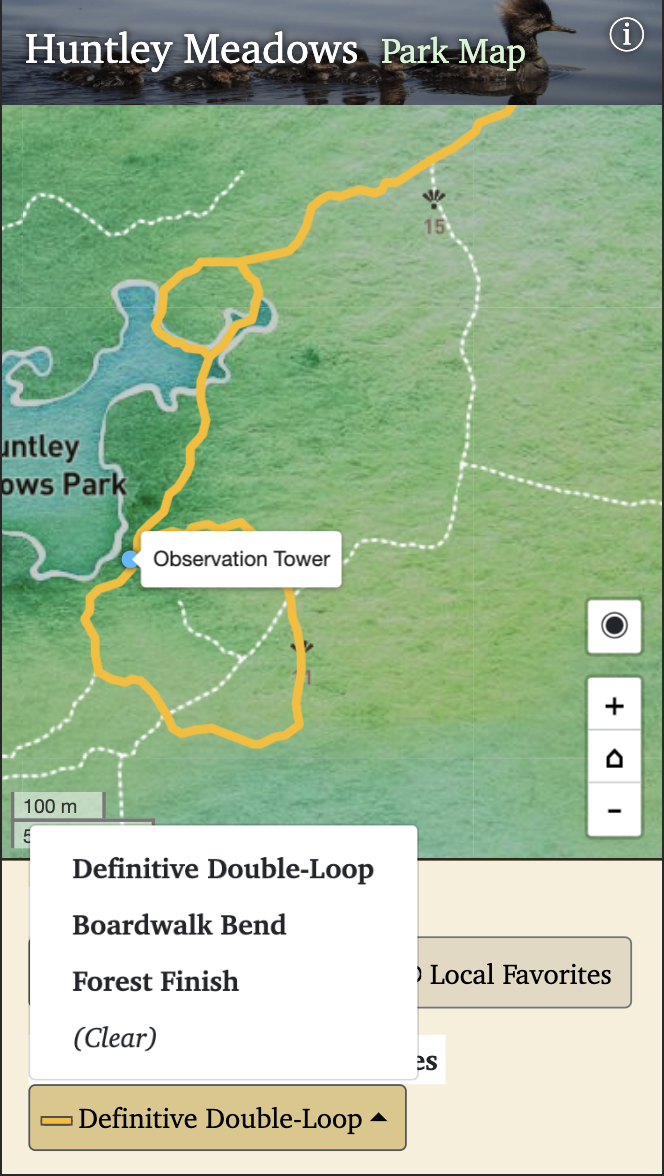 Huntley Meadows Park Map
15
untley
ows Park
Observation Tower
1
+
-
100 m
5
Definitive Double-Loop
Boardwalk Bend
Forest Finish
(Clear)
Local Favorites
es
Definitive Double-Loop